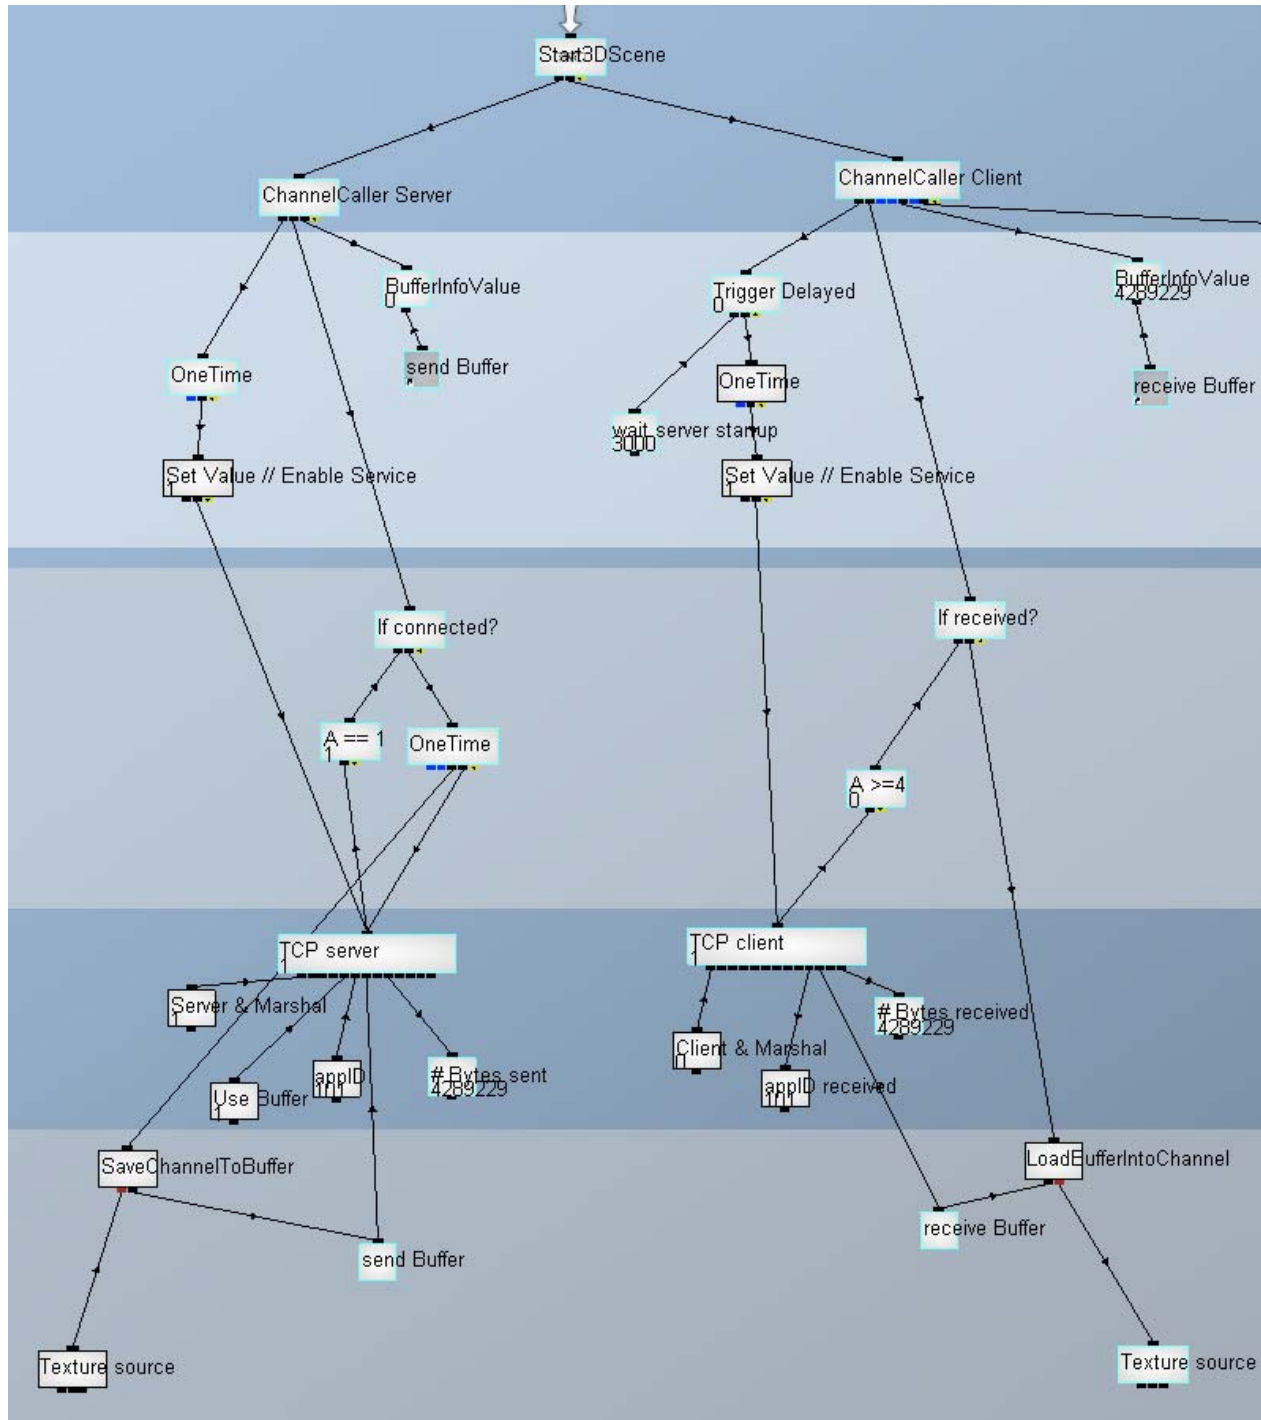 Start3DScene
ChannelCaller Server
ChannelCaller Client
BufferInfoValue
0
send Buffer
Trigger Delayed
0
BufferInfoValue
4289229
receive Buffer
OneTime
OneTime
wait server startup
3000
Set Value // Enable Service
1
Set Value // Enable Service
1
If connected?
If received?
A == 1
1
OneTime
A >=4
0
TCP server
1
TCP client
1
Server & Marshal
1
Use Buffer
1
appID
101
# Bytes sent
4289229
Client & Marshal
0
appID received
101
# Bytes received
4289229
SaveChannelToBuffer
send Buffer
LoadBufferIntoChannel
receive Buffer
Texture source
Texture source